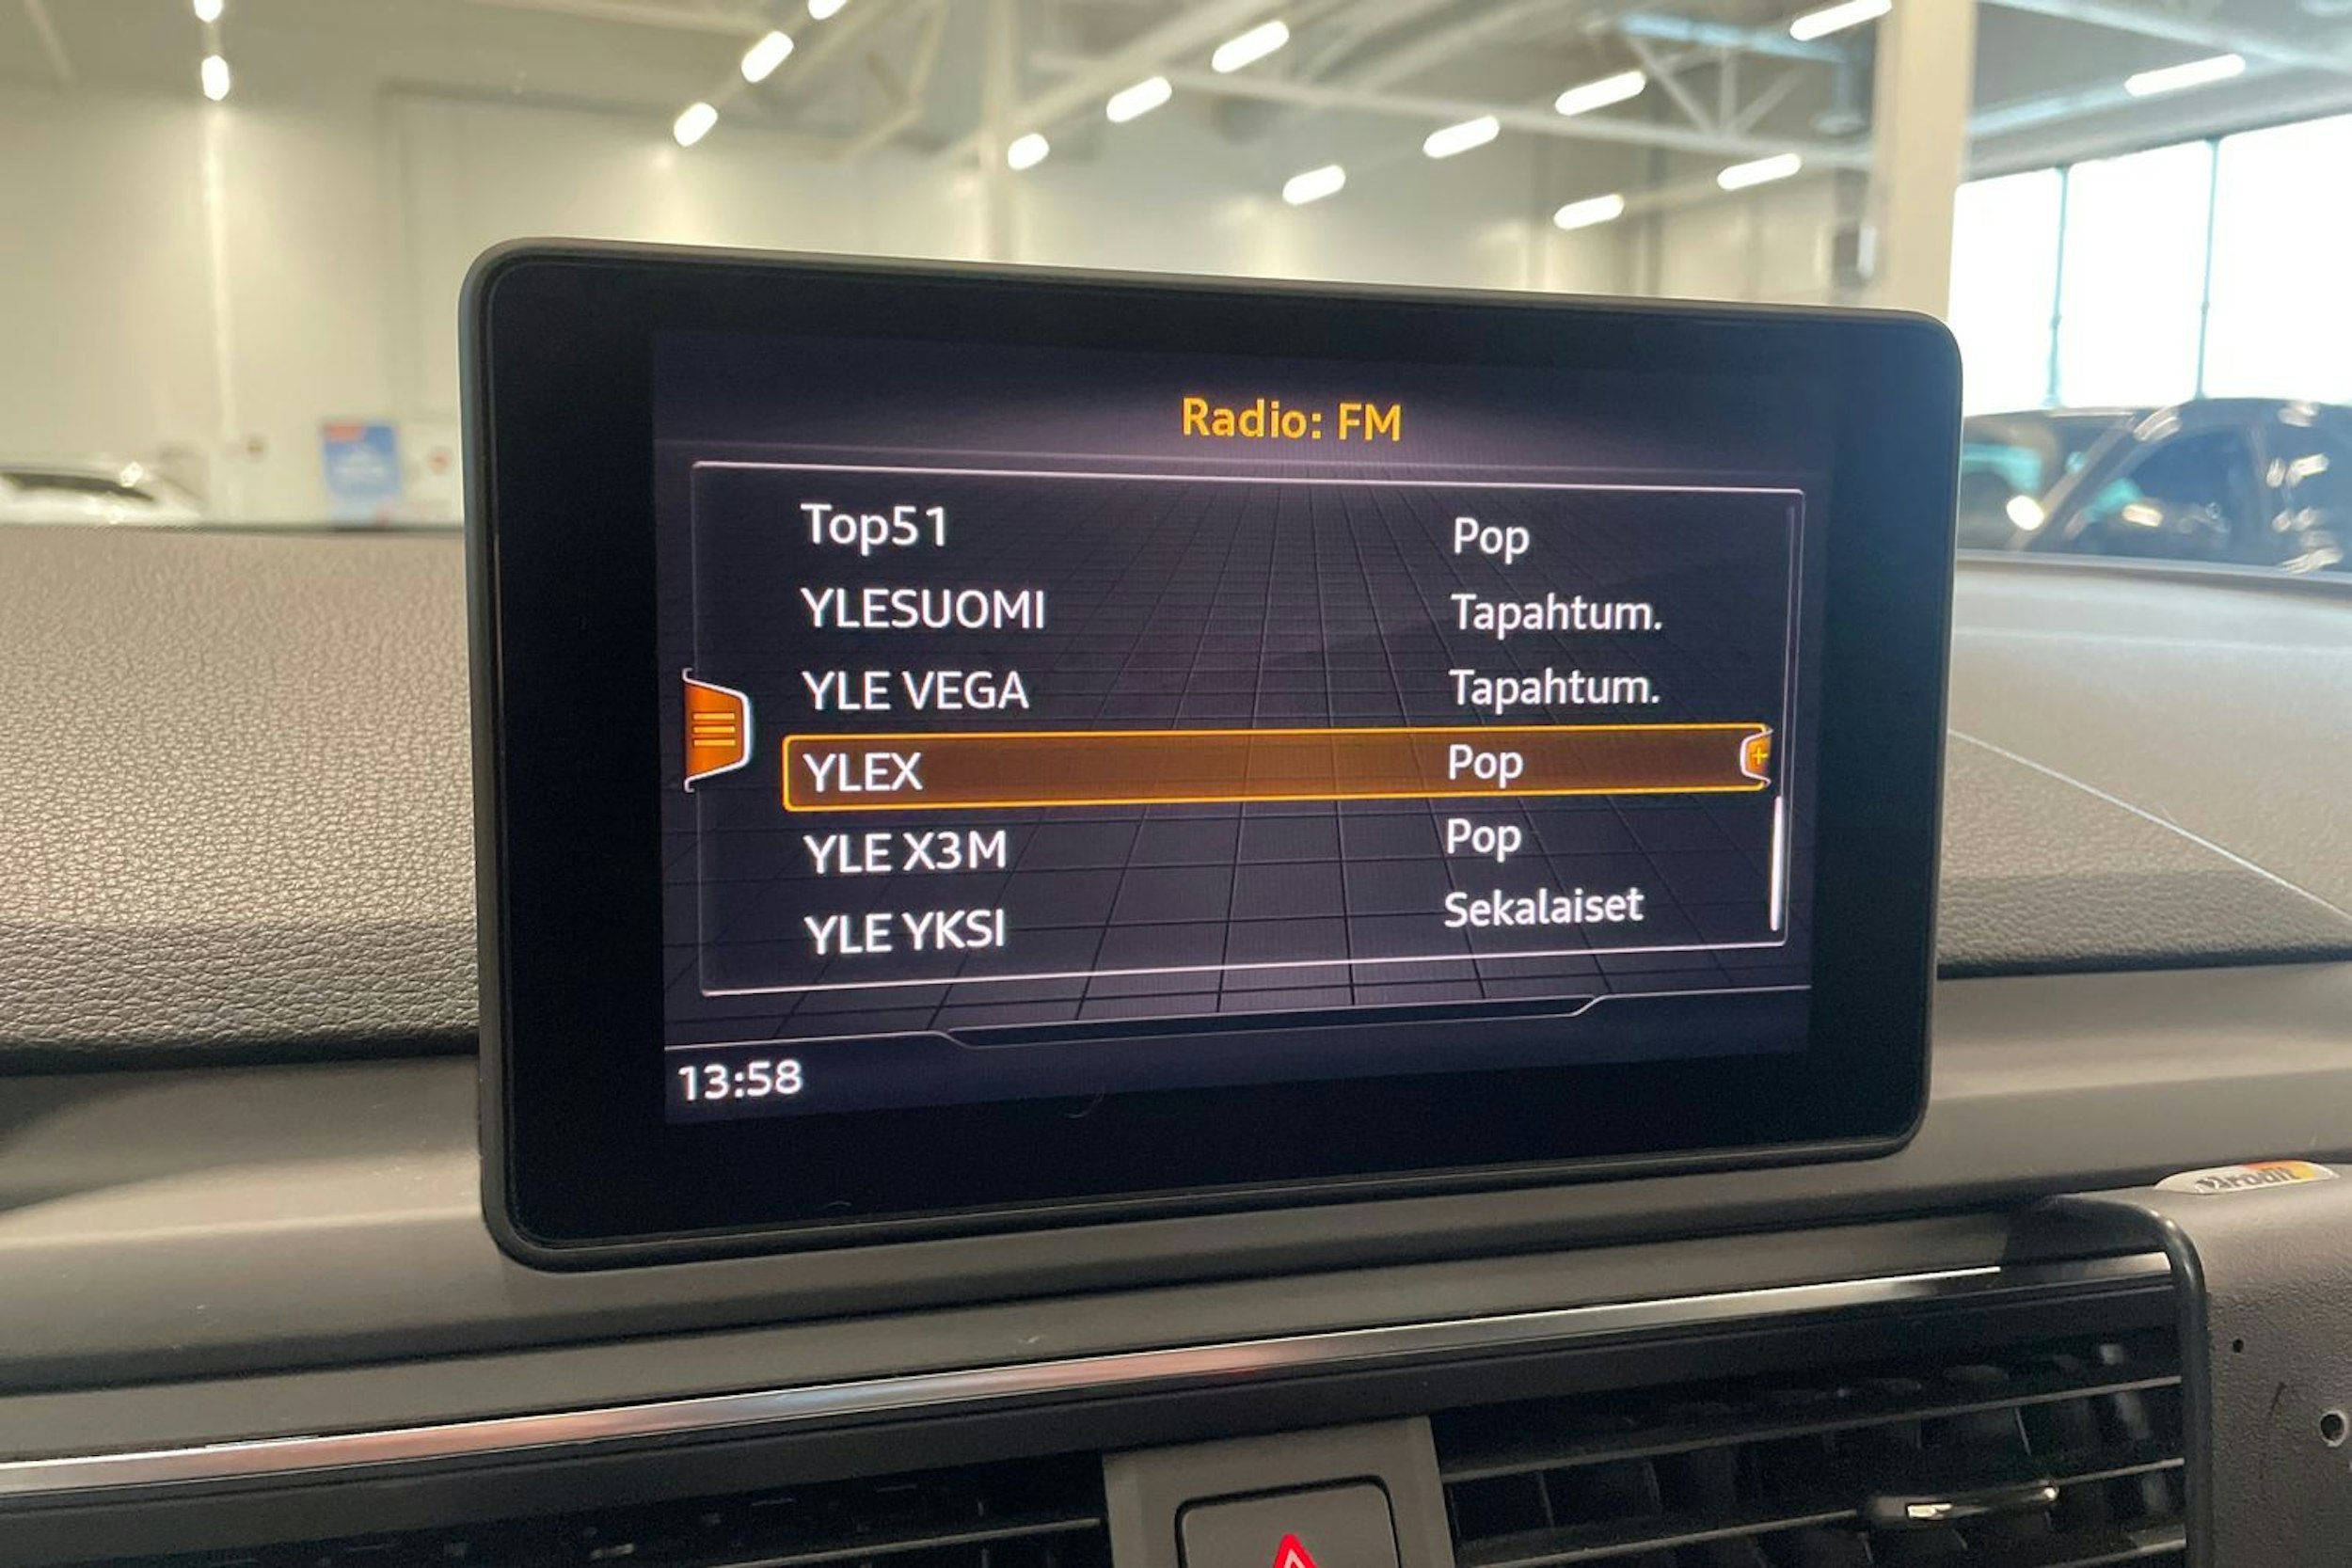 Radio: FM
Top51 Pop
YLESUOMI Tapahtum.
YLE VEGA Tapahtum.
YLEX Pop
YLE X3M Pop
YLE YKSI Sekalaiset
13:58